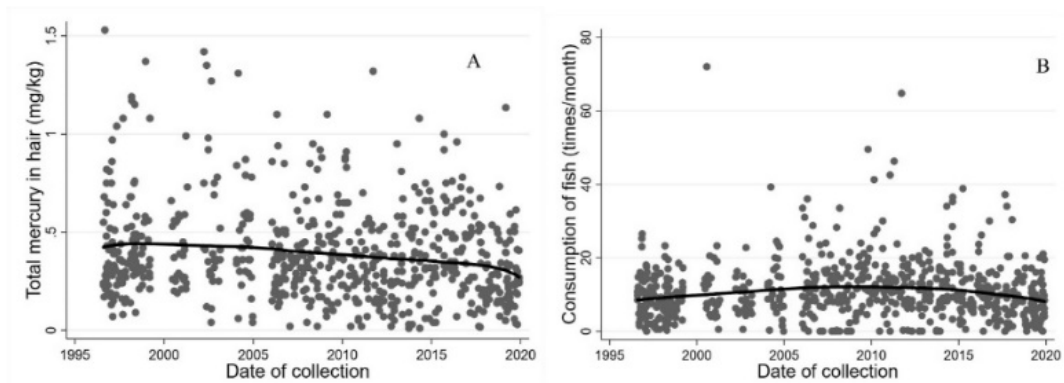 A
Total mercury in hair (mg/kg)
1.5
1
.5
0
1995 2000 2005 2010 2015 2020
Date of collection
B
Consumption of fish (times/month)
80
60
40
20
0
1995 2000 2005 2010 2015 2020
Date of collection